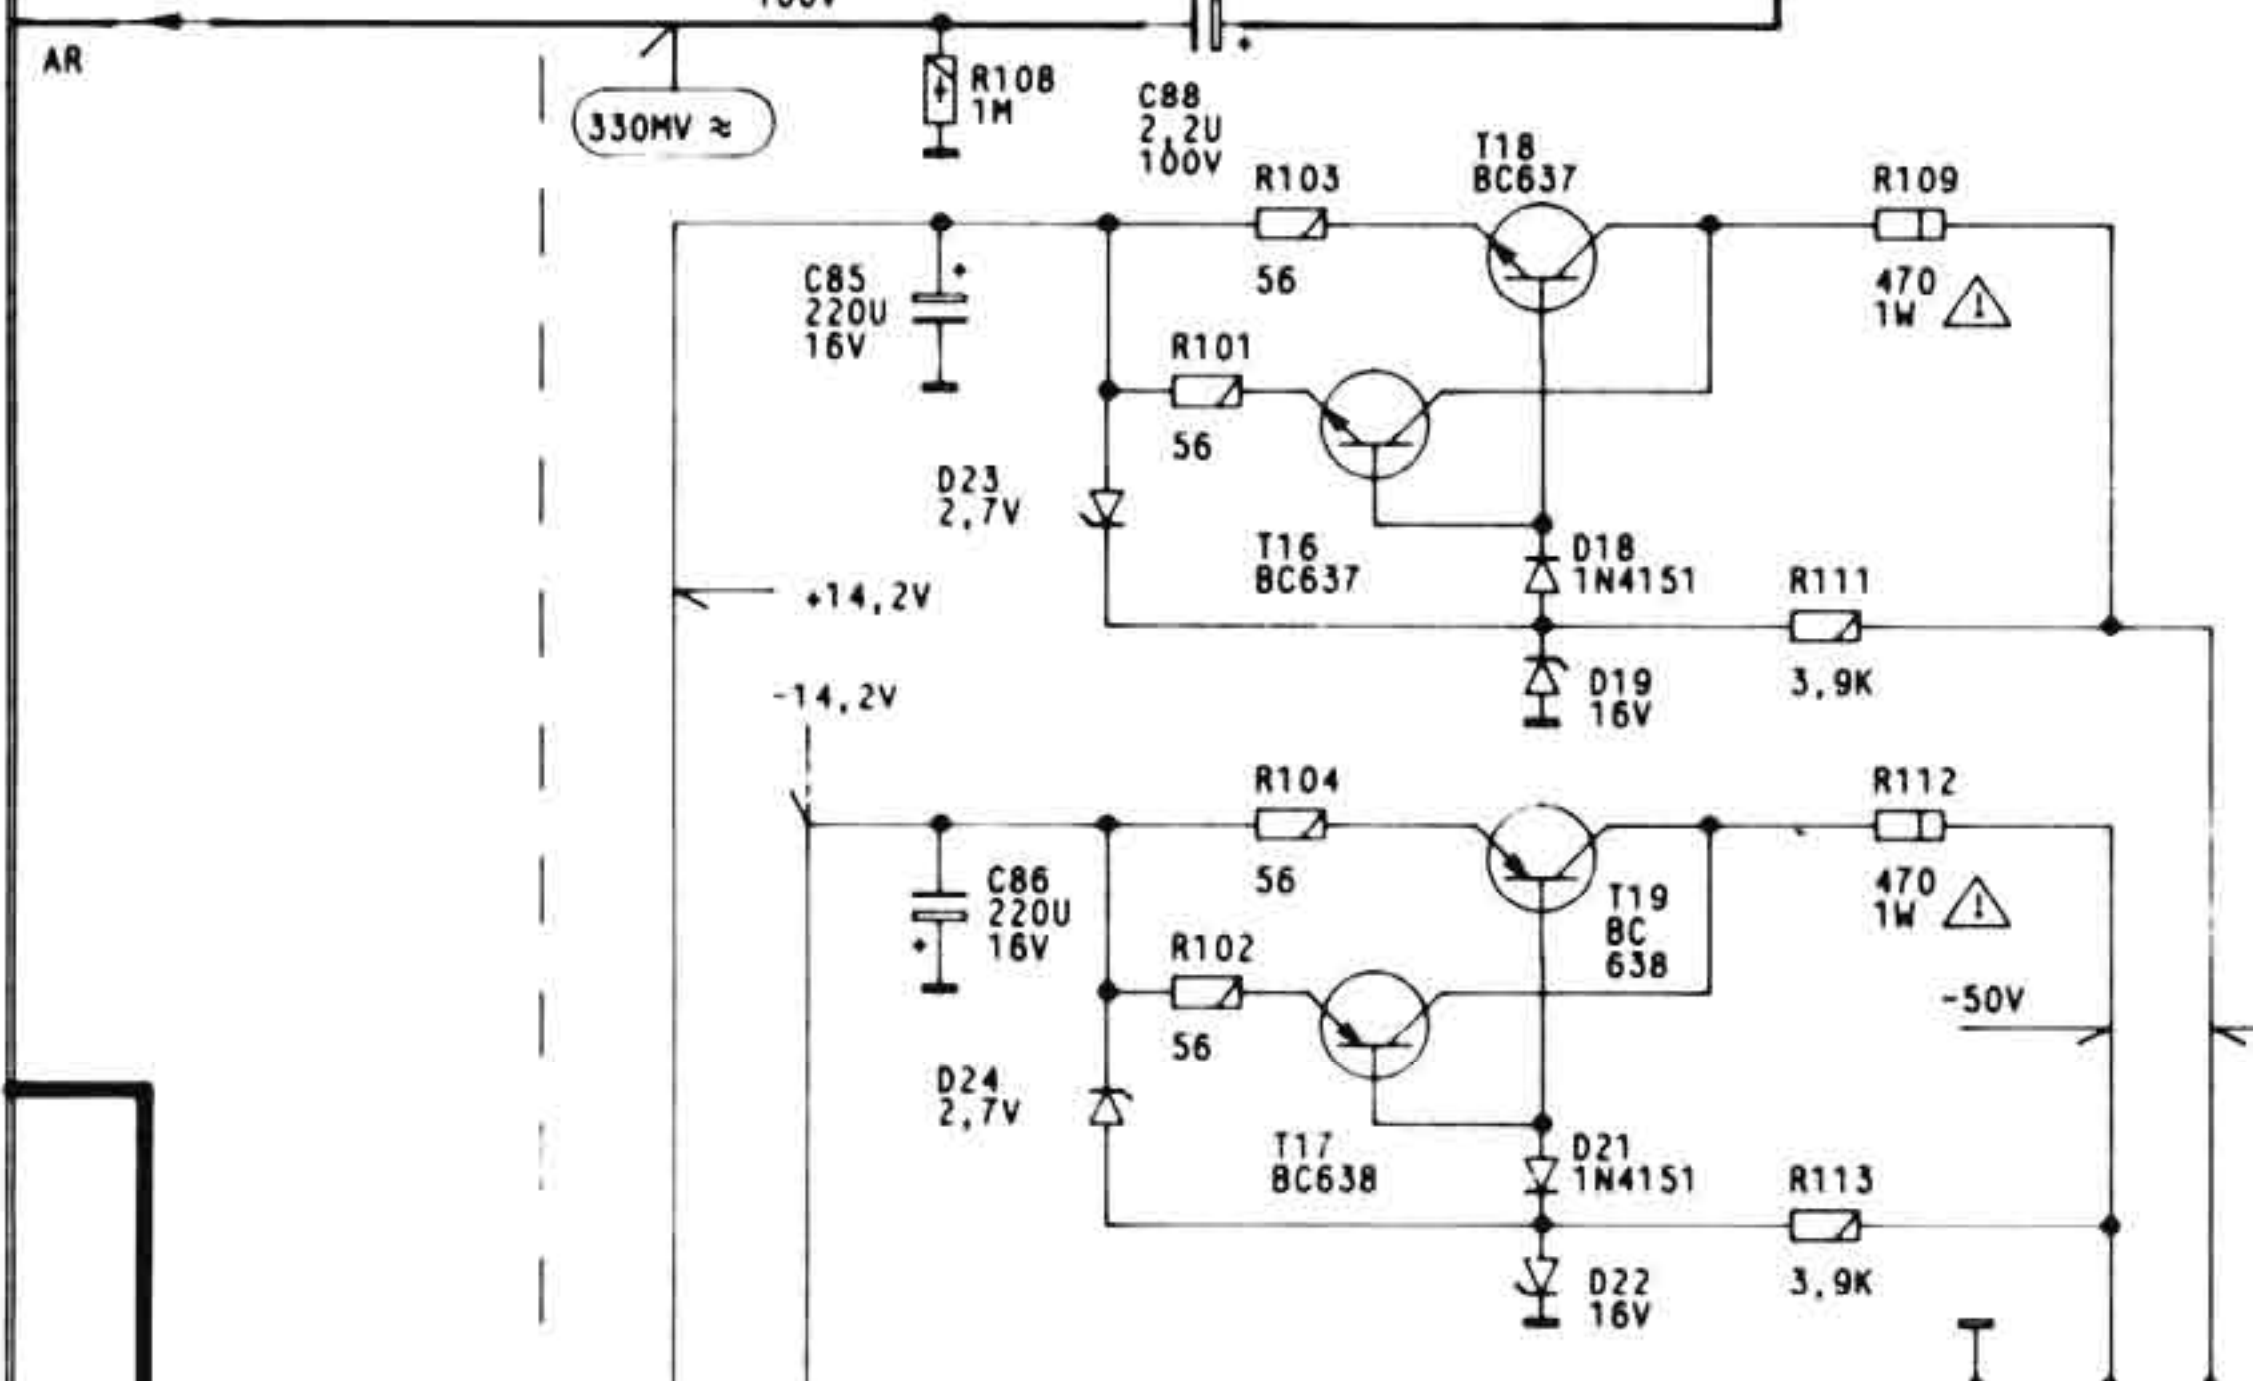 AR
330MV ≈
R108
1M
C88
2,2U
100V
R103
56
T18
BC637
R109
470
1W
C85
220U
16V
R101
56
D23
2,7V
T16
BC637
D18
1N4151
R111
3,9K
+14,2V
D19
16V
-14,2V
R104
56
R112
470
1W
C86
220U
16V
T19
BC
638
R102
56
-50V
D24
2,7V
T17
BC638
D21
1N4151
R113
3,9K
D22
16V